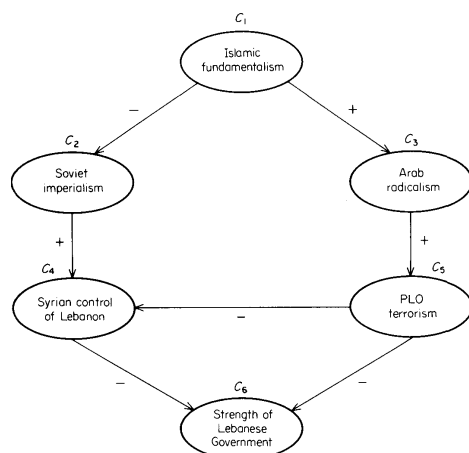 C₁
Islamic
fundamentalism
−
+
C₂
C₃
Soviet
imperialism
Arab
radicalism
+
+
C₄
C₅
Syrian control
of Lebanon
PLO
terrorism
−
−
−
C₆
Strength of
Lebanese
Government